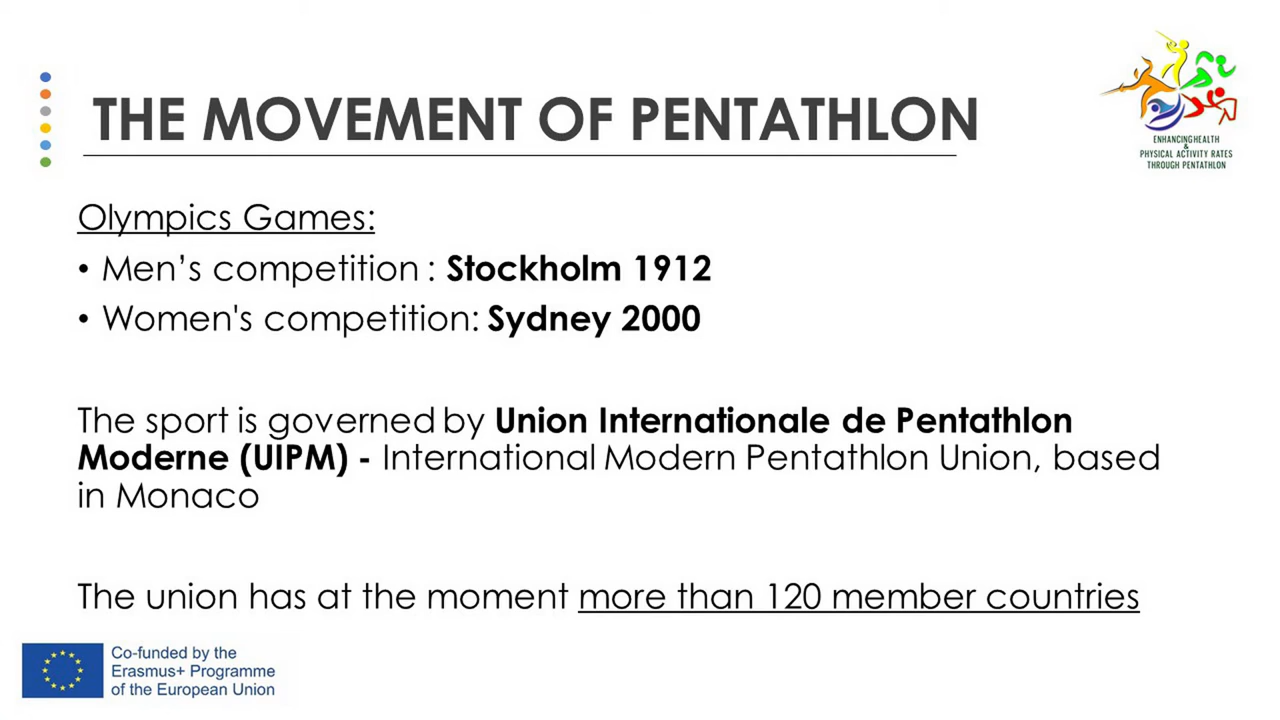 THE MOVEMENT OF PENTATHLON
ENHANCING HEALTH
&
PHYSICAL ACTIVITY RATES
THROUGH PENTATHLON
Olympics Games:
• Men’s competition : Stockholm 1912
• Women's competition: Sydney 2000
The sport is governed by Union Internationale de Pentathlon
Moderne (UIPM) - International Modern Pentathlon Union, based
in Monaco
The union has at the moment more than 120 member countries
Co-funded by the
Erasmus+ Programme
of the European Union